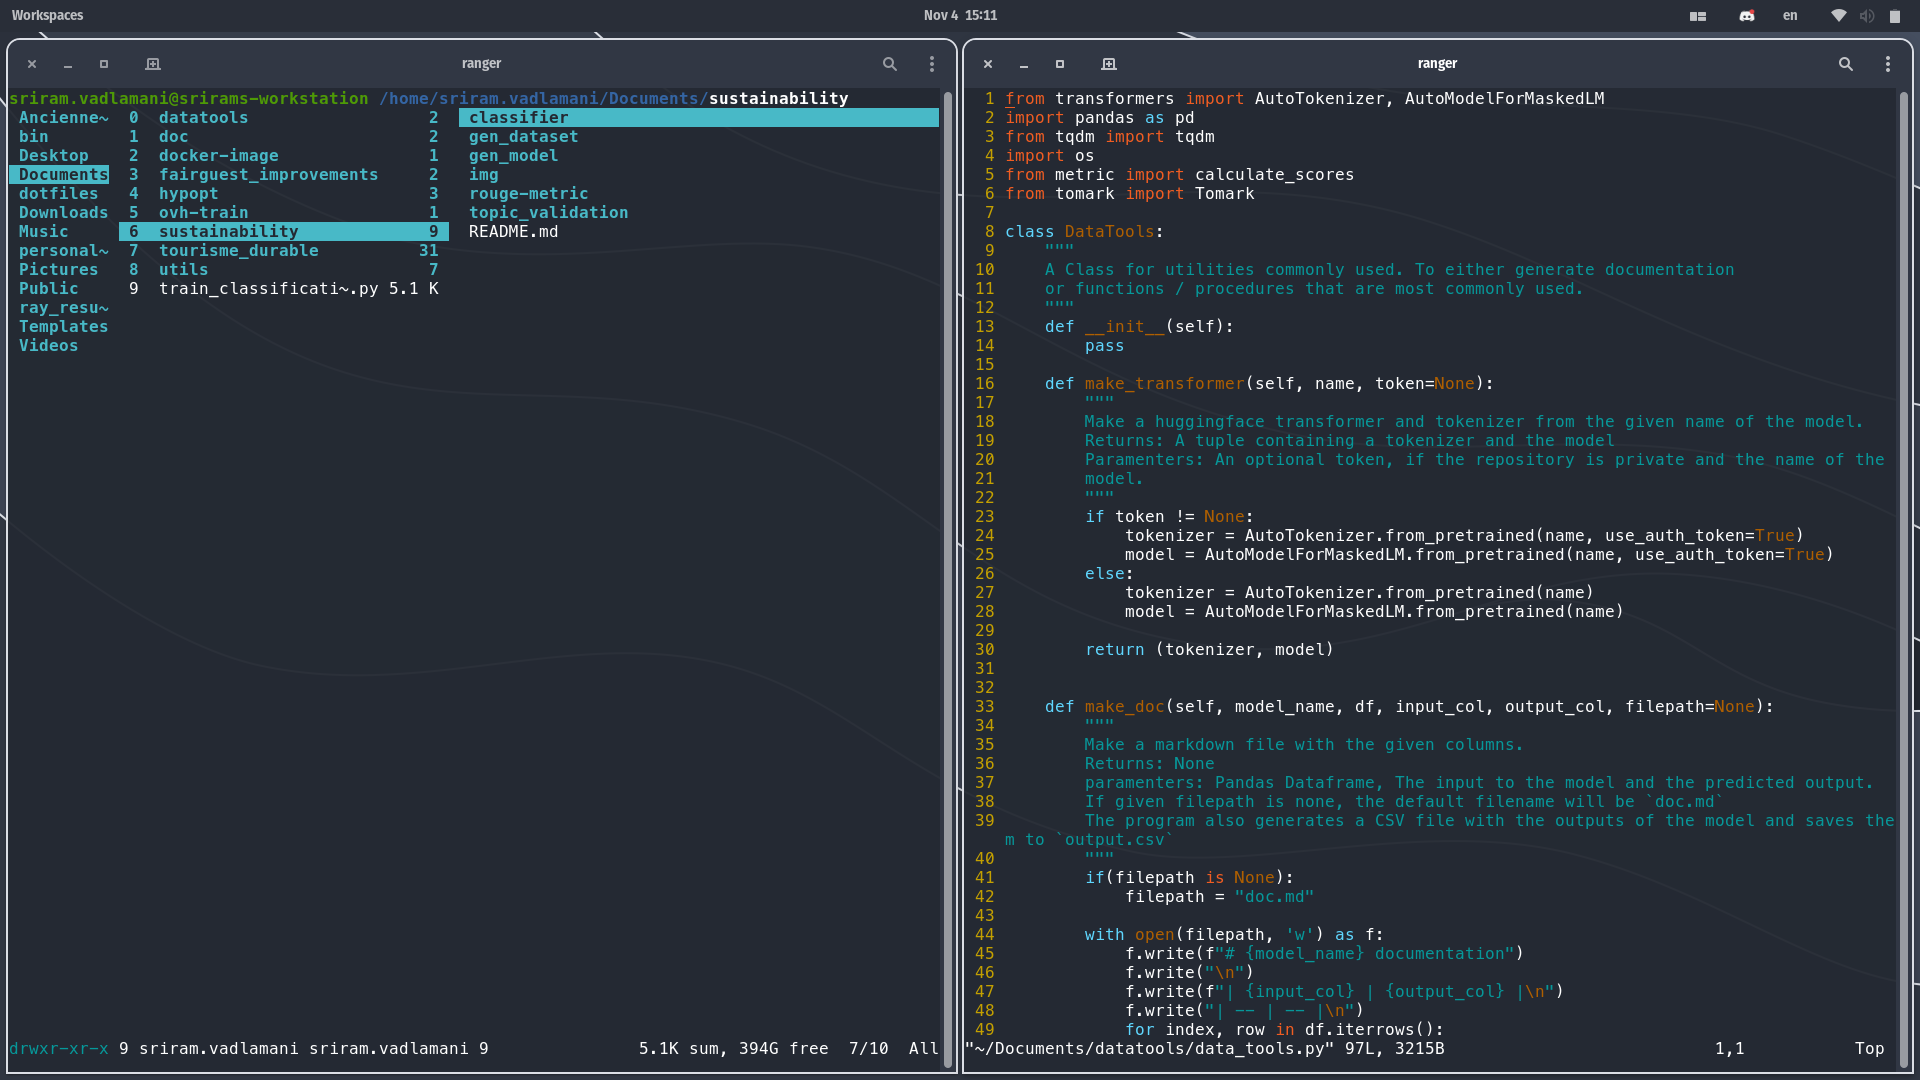 Workspaces
Nov 4 15:11
en
ranger
sriram.vadlamani@srirams-workstation /home/sriram.vadlamani/Documents/sustainability
Ancienne~ 0 datatools 2 classifier
bin 1 doc 2 gen_dataset
Desktop 2 docker-image 1 gen_model
Documents 3 fairguest_improvements 2 img
dotfiles 4 hypopt 3 rouge-metric
Downloads 5 ovh-train 1 topic_validation
Music 6 sustainability 9 README.md
personal~ 7 tourisme_durable 31
Pictures 8 utils 7
Public 9 train_classificati~.py 5.1 K
ray_resu~
Templates
Videos
drwxr-xr-x 9 sriram.vadlamani sriram.vadlamani 9 5.1K sum, 394G free 7/10 All
ranger
1 from transformers import AutoTokenizer, AutoModelForMaskedLM
2 import pandas as pd
3 from tqdm import tqdm
4 import os
5 from metric import calculate_scores
6 from tomark import Tomark
7
8 class DataTools:
9     """
10     A Class for utilities commonly used. To either generate documentation
11     or functions / procedures that are most commonly used.
12     """
13     def __init__(self):
14         pass
15
16     def make_transformer(self, name, token=None):
17         """
18         Make a huggingface transformer and tokenizer from the given name of the model.
19         Returns: A tuple containing a tokenizer and the model
20         Paramenters: An optional token, if the repository is private and the name of the
21         model.
22         """
23         if token != None:
24             tokenizer = AutoTokenizer.from_pretrained(name, use_auth_token=True)
25             model = AutoModelForMaskedLM.from_pretrained(name, use_auth_token=True)
26         else:
27             tokenizer = AutoTokenizer.from_pretrained(name)
28             model = AutoModelForMaskedLM.from_pretrained(name)
29
30         return (tokenizer, model)
31
32
33     def make_doc(self, model_name, df, input_col, output_col, filepath=None):
34         """
35         Make a markdown file with the given columns.
36         Returns: None
37         paramenters: Pandas Dataframe, The input to the model and the predicted output.
38         If given filepath is none, the default filename will be `doc.md`
39         The program also generates a CSV file with the outputs of the model and saves the
m to `output.csv`
40         """
41         if(filepath is None):
42             filepath = "doc.md"
43
44         with open(filepath, 'w') as f:
45             f.write(f"# {model_name} documentation")
46             f.write("\n")
47             f.write(f"| {input_col} | {output_col} |\n")
48             f.write("| -- | -- |\n")
49             for index, row in df.iterrows():
"~/Documents/datatools/data_tools.py" 97L, 3215B 1,1 Top